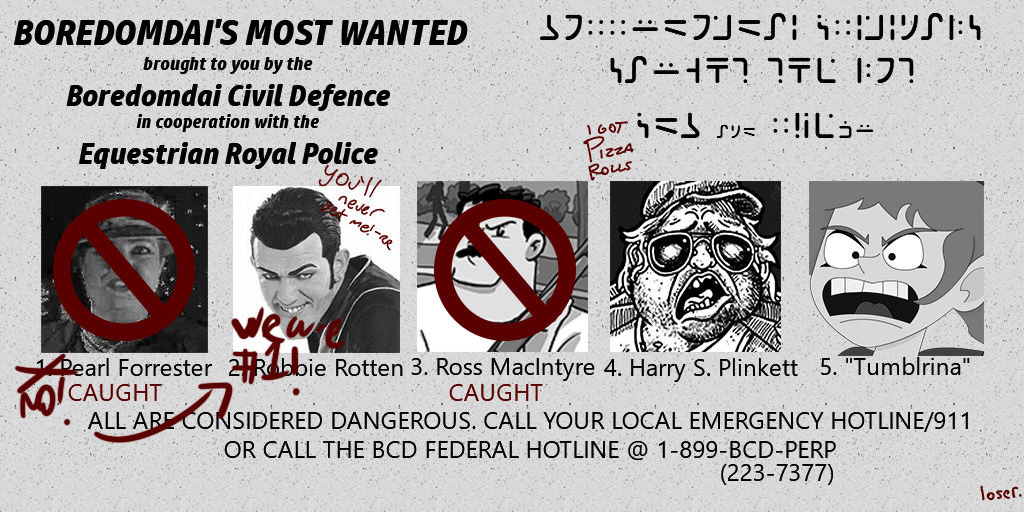 BOREDOMDAI'S MOST WANTED
brought to you by the
Boredomdai Civil Defence
in cooperation with the
Equestrian Royal Police
I GOT
PIZZA
ROLLS
You'll
never
get me!-RR
We are
#1!
1. Pearl Forrester
CAUGHT
2. Robbie Rotten
3. Ross MacIntyre
CAUGHT
4. Harry S. Plinkett
5. "Tumblrina"
NO!
ALL ARE CONSIDERED DANGEROUS. CALL YOUR LOCAL EMERGENCY HOTLINE/911
OR CALL THE BCD FEDERAL HOTLINE @ 1-899-BCD-PERP
(223-7377)
loser.